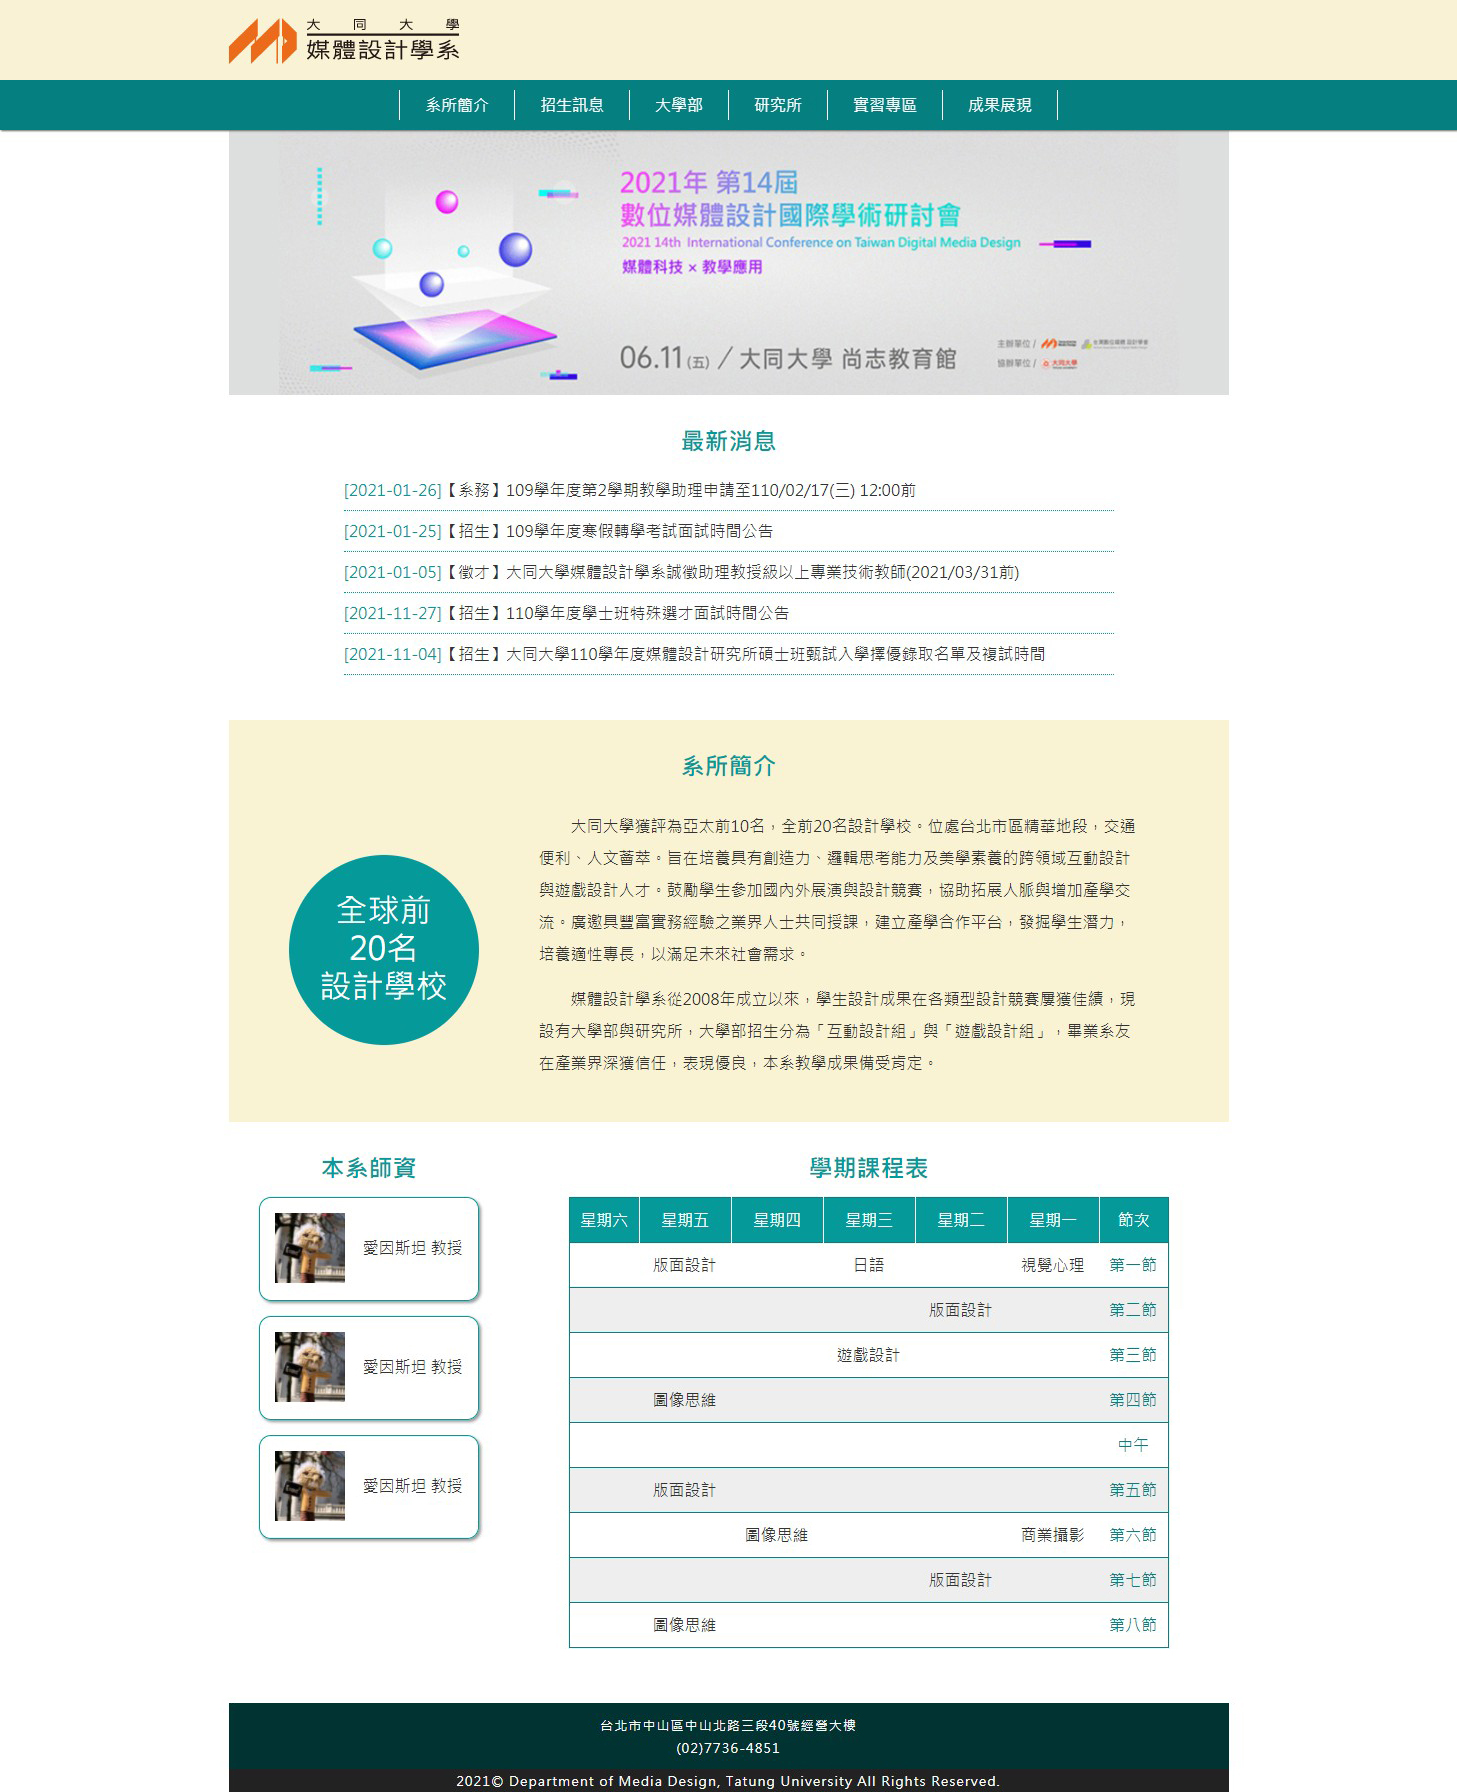 大同大學
媒體設計學系
系所簡介 招生訊息 大學部 研究所 實習專區 成果展現
2021年 第14屆
數位媒體設計國際學術研討會
2021 14th International Conference on Taiwan Digital Media Design
媒體科技 × 教學應用
06.11(五) / 大同大學 尚志教育館
主辦單位 /
協辦單位 / 大同大學
最新消息
[2021-01-26]【系務】109學年度第2學期教學助理申請至110/02/17(三) 12:00前
[2021-01-25]【招生】109學年度寒假轉學考試面試時間公告
[2021-01-05]【徵才】大同大學媒體設計學系誠徵助理教授級以上專業技術教師(2021/03/31前)
[2021-11-27]【招生】110學年度學士班特殊選才面試時間公告
[2021-11-04]【招生】大同大學110學年度媒體設計研究所碩士班甄試入學擇優錄取名單及複試時間
系所簡介
全球前
20名
設計學校
大同大學獲評為亞太前10名，全前20名設計學校。位處台北市區精華地段，交通
便利、人文薈萃。旨在培養具有創造力、邏輯思考能力及美學素養的跨領域互動設計
與遊戲設計人才。鼓勵學生參加國內外展演與設計競賽，協助拓展人脈與增加產學交
流。廣邀具豐富實務經驗之業界人士共同授課，建立產學合作平台，發掘學生潛力，
培養適性專長，以滿足未來社會需求。
媒體設計學系從2008年成立以來，學生設計成果在各類型設計競賽屢獲佳績，現
設有大學部與研究所，大學部招生分為「互動設計組」與「遊戲設計組」，畢業系友
在產業界深獲信任，表現優良，本系教學成果備受肯定。
本系師資
愛因斯坦 教授
愛因斯坦 教授
愛因斯坦 教授
學期課程表
星期六 星期五 星期四 星期三 星期二 星期一 節次
版面設計 日語 視覺心理 第一節
版面設計 第二節
遊戲設計 第三節
圖像思維 第四節
中午
版面設計 第五節
圖像思維 商業攝影 第六節
版面設計 第七節
圖像思維 第八節
台北市中山區中山北路三段40號經營大樓
(02)7736-4851
2021© Department of Media Design, Tatung University All Rights Reserved.